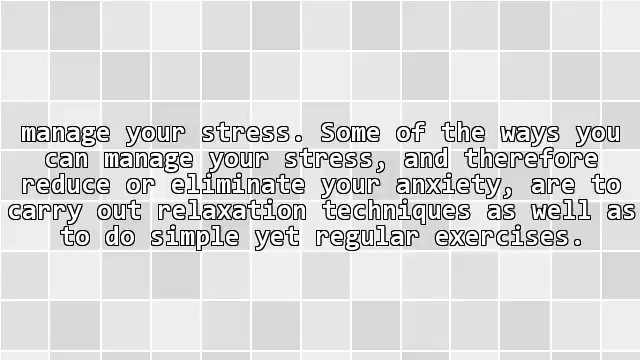 manage your stress. Some of the ways you
can manage your stress, and therefore
reduce or eliminate your anxiety, are to
carry out relaxation techniques as well as
to do simple yet regular exercises.